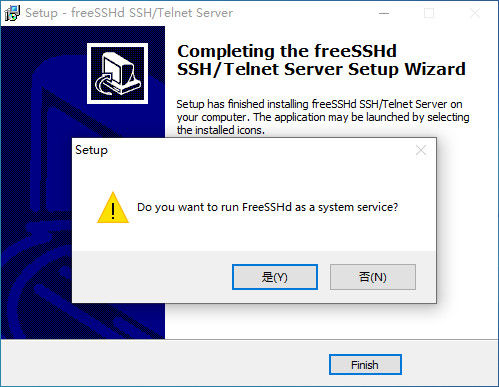 Setup - freeSSHd SSH/Telnet Server
Completing the freeSSHd
SSH/Telnet Server Setup Wizard
Setup has finished installing freeSSHd SSH/Telnet Server on
your computer. The application may be launched by selecting
the installed icons.
Setup
Do you want to run FreeSSHd as a system service?
是(Y)
否(N)
Finish